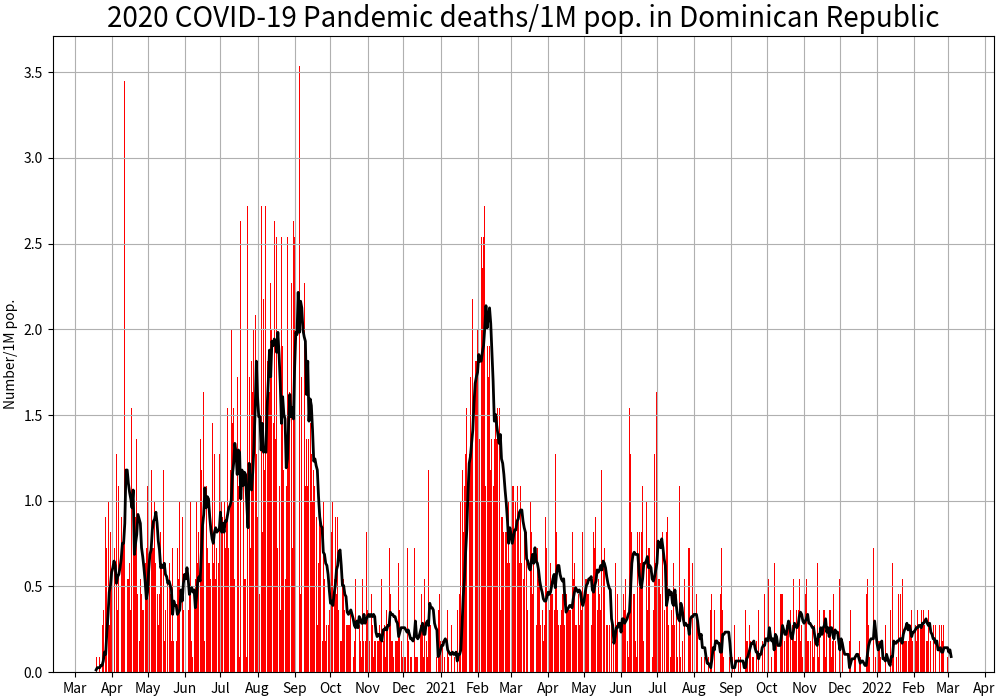 2020 COVID-19 Pandemic deaths/1M pop. in Dominican Republic
Number/1M pop.
3.5
3.0
2.5
2.0
1.5
1.0
0.5
0.0
Mar Apr May Jun Jul Aug Sep Oct Nov Dec 2021 Feb Mar Apr May Jun Jul Aug Sep Oct Nov Dec 2022 Feb Mar Apr